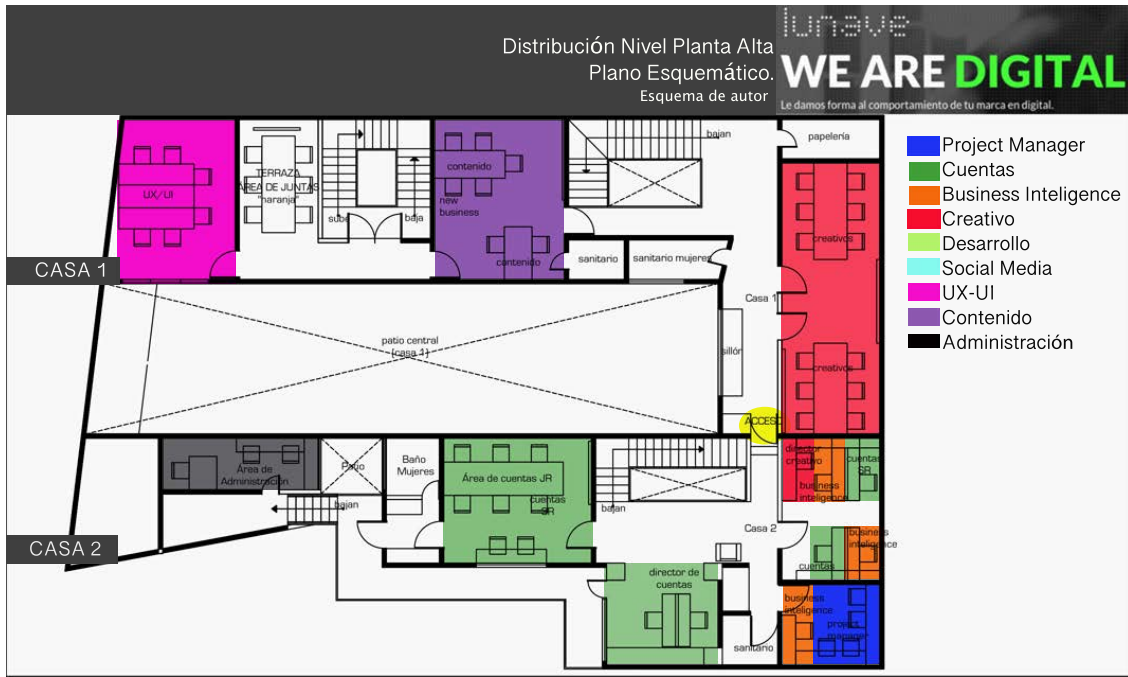 Distribución Nivel Planta Alta
Plano Esquemático.
Esquema de autor
lunave
WE ARE DIGITAL
Le damos forma al comportamiento de tu marca en digital.
Project Manager
Cuentas
Business Inteligence
Creativo
Desarrollo
Social Media
UX-UI
Contenido
Administración
CASA 1
UX/UI
TERRAZA
ÁREA DE JUNTAS
"naranja"
sube
baja
contenido
new
business
contenido
bajan
sanitario
sanitario mujeres
papelería
creativos
Casa 1
patio central
(casa 1)
sillón
creativos
ACCESO
CASA 2
Área de
Administración
Patio
bajan
Baño
Mujeres
Área de cuentas JR
cuentas
SR
bajan
Casa 2
director
creativo
business
inteligence
cuentas
SR
business
inteligence
cuentas
director de
cuentas
sanitario
business
inteligence
project
manager